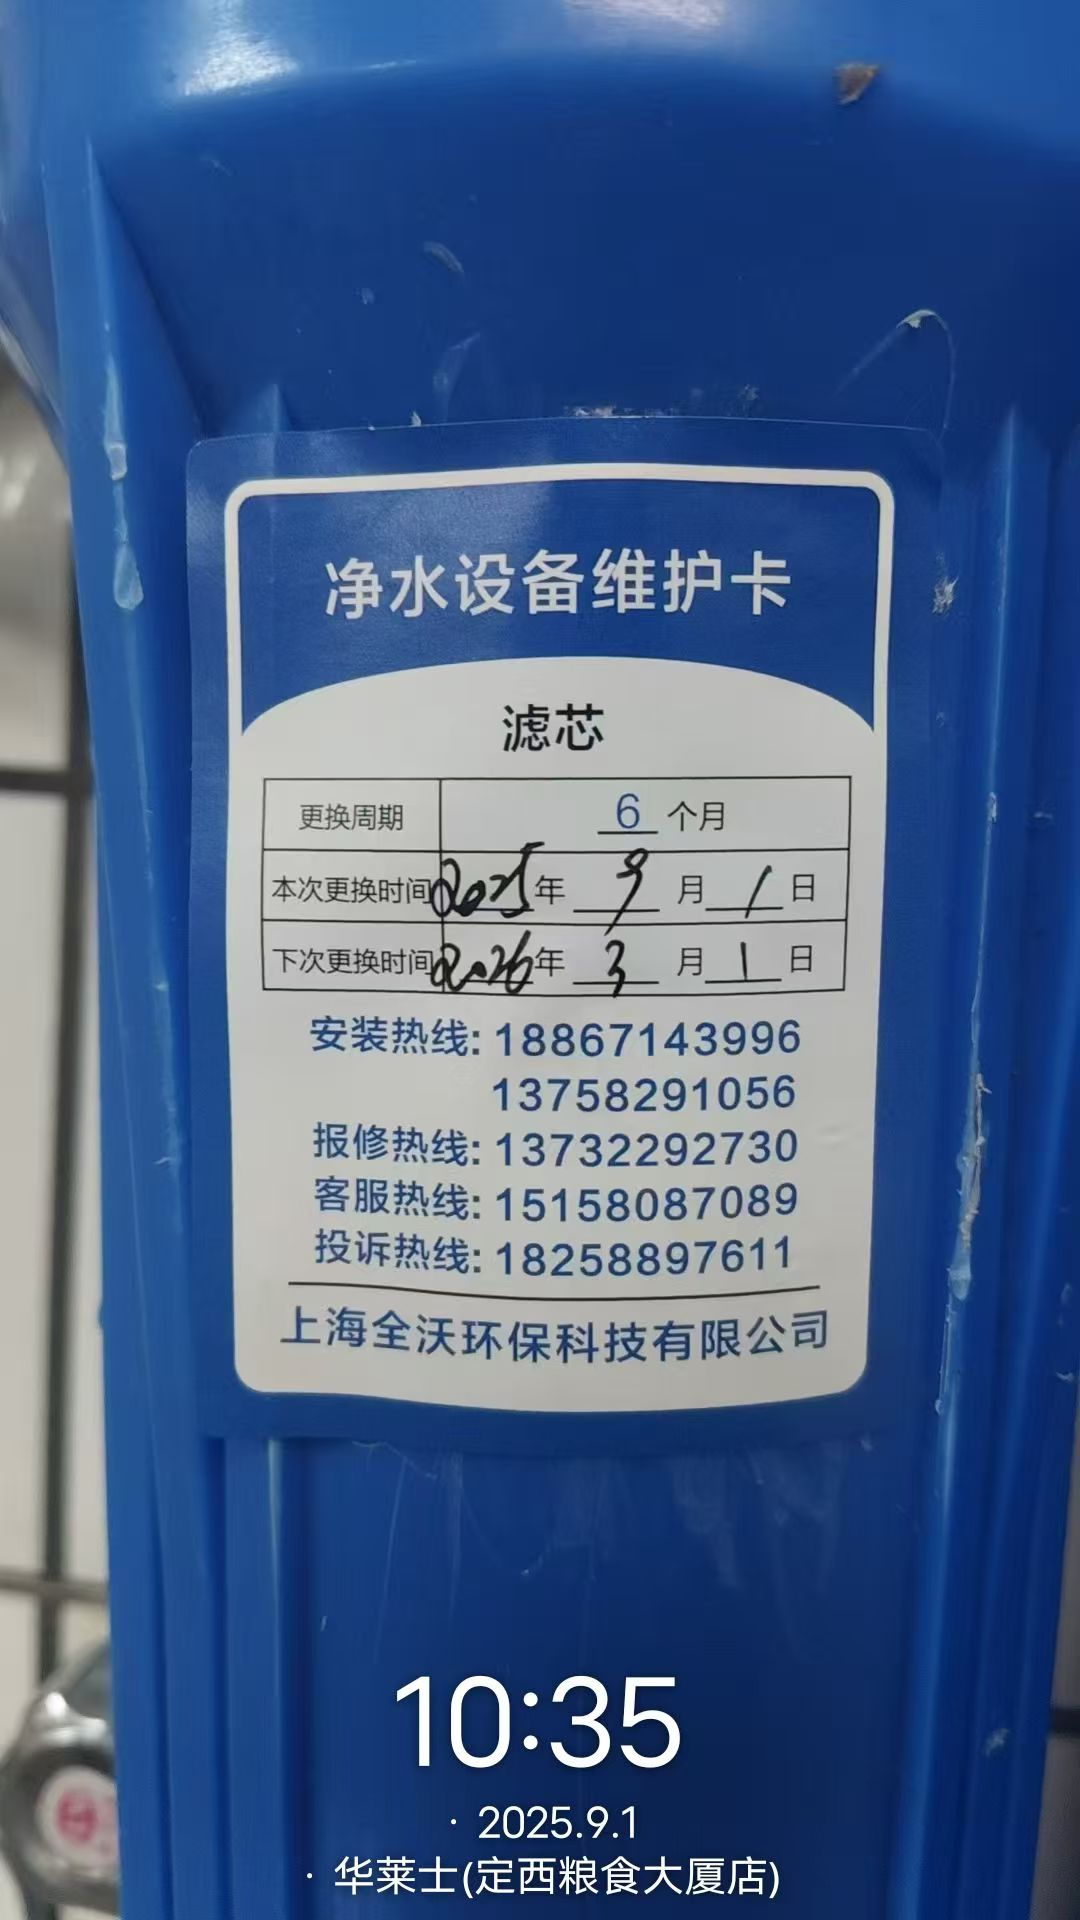 净水设备维护卡
滤芯
更换周期 6 个月
本次更换时间 2025 年 9 月 1 日
下次更换时间 2026 年 3 月 1 日
安装热线: 18867143996
13758291056
报修热线: 13732292730
客服热线: 15158087089
投诉热线: 18258897611
上海全沃环保科技有限公司
10:35
· 2025.9.1
· 华莱士(定西粮食大厦店)